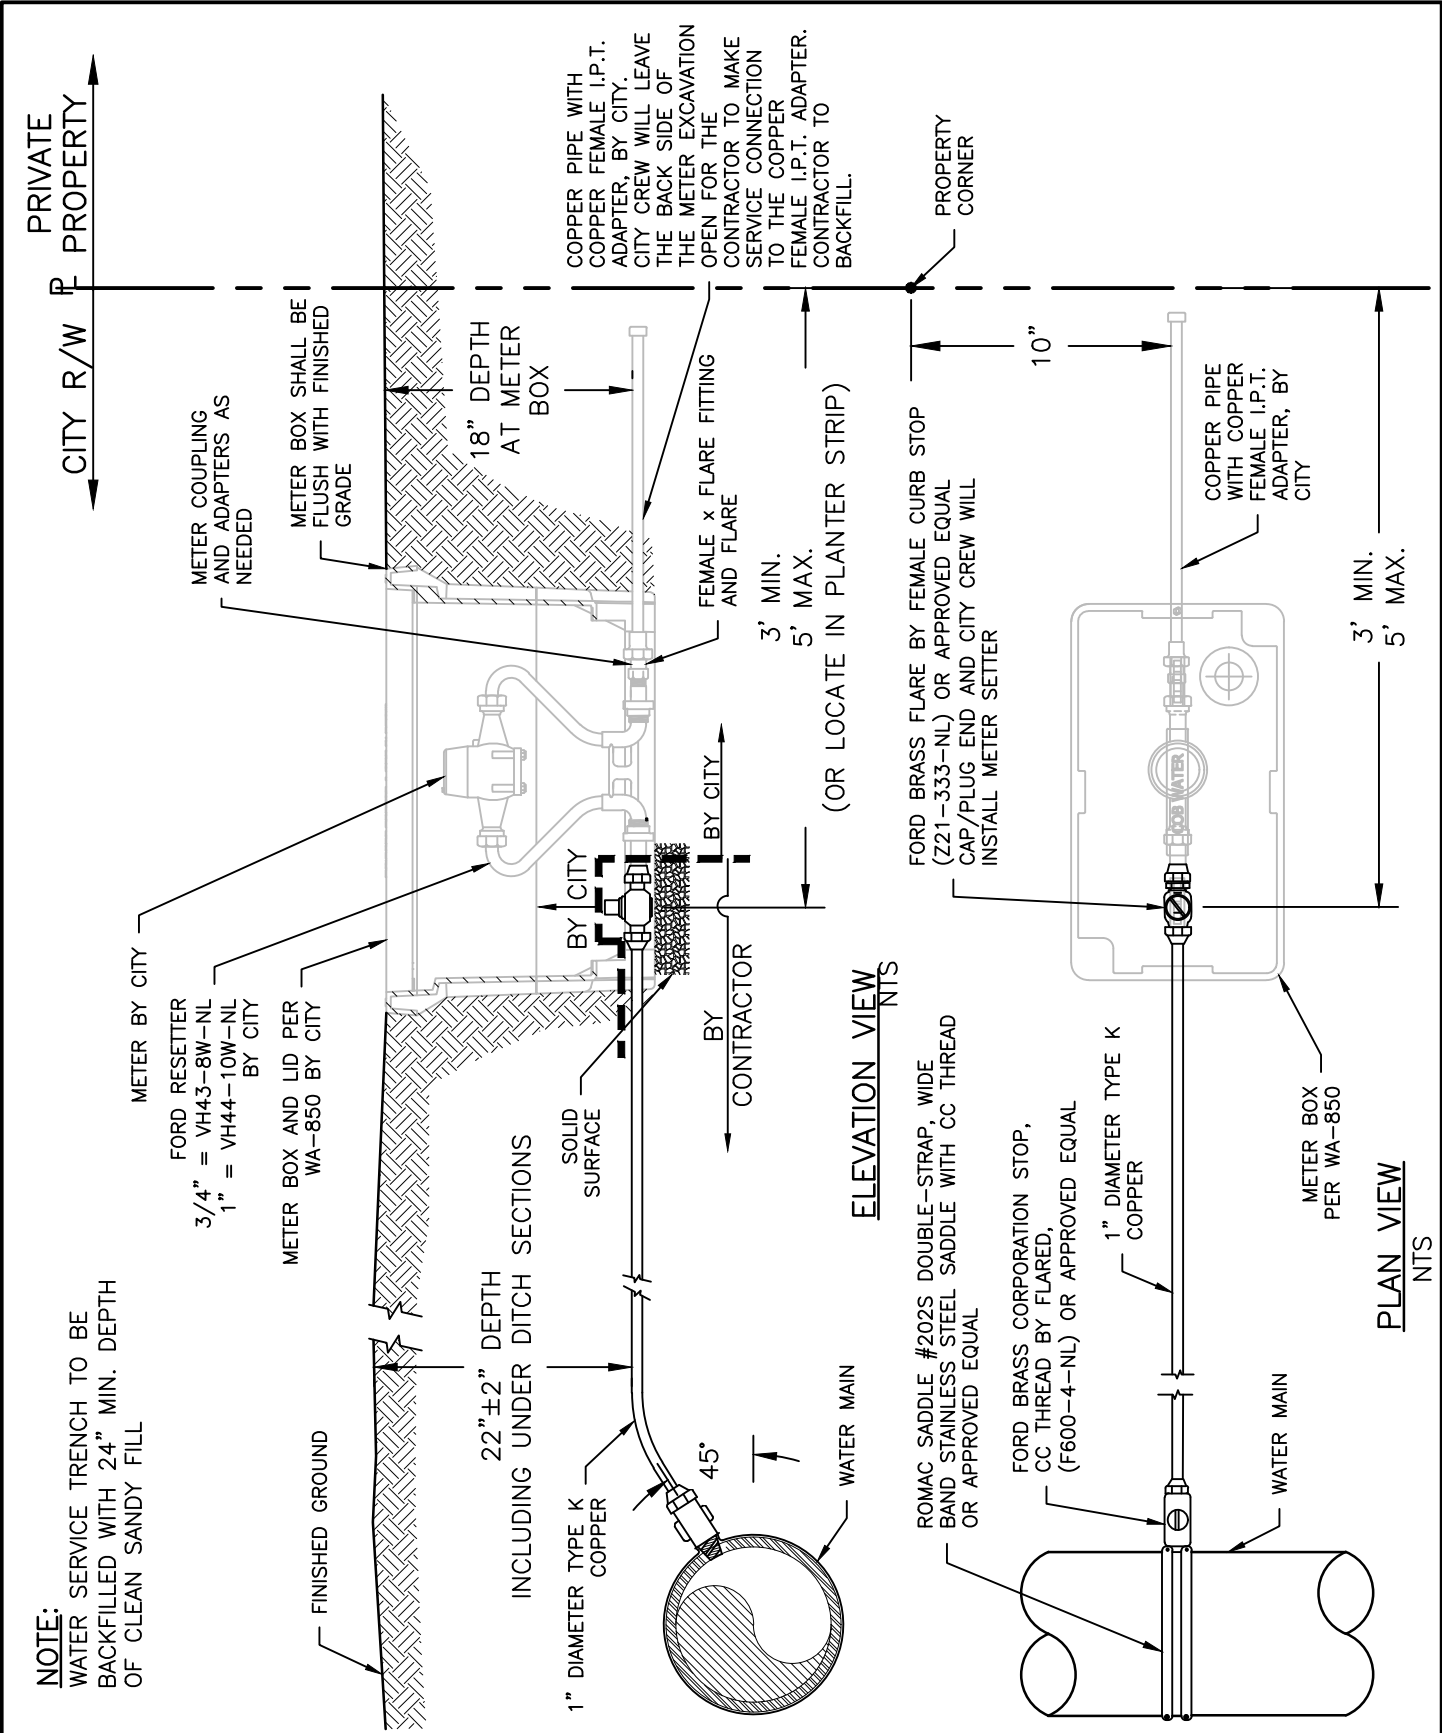 NOTE:
WATER SERVICE TRENCH TO BE
BACKFILLED WITH 24" MIN. DEPTH
OF CLEAN SANDY FILL
CITY R/W
PL
PRIVATE
PROPERTY
METER BY CITY
FORD RESETTER
3/4" = VH43-8W-NL
1" = VH44-10W-NL
BY CITY
METER BOX AND LID PER
WA-850 BY CITY
METER COUPLING
AND ADAPTERS AS
NEEDED
METER BOX SHALL BE
FLUSH WITH FINISHED
GRADE
FINISHED GROUND
22"±2" DEPTH
INCLUDING UNDER DITCH SECTIONS
18" DEPTH
AT METER
BOX
COPPER PIPE WITH
COPPER FEMALE I.P.T.
ADAPTER, BY CITY.
CITY CREW WILL LEAVE
THE BACK SIDE OF
THE METER EXCAVATION
OPEN FOR THE
CONTRACTOR TO MAKE
SERVICE CONNECTION
TO THE COPPER
FEMALE I.P.T. ADAPTER.
CONTRACTOR TO
BACKFILL.
1" DIAMETER TYPE K
COPPER
45°
WATER MAIN
SOLID
SURFACE
BY CITY
BY CITY
BY
CONTRACTOR
FEMALE x FLARE FITTING
AND FLARE
3' MIN.
5' MAX.
(OR LOCATE IN PLANTER STRIP)
ELEVATION VIEW
NTS
PROPERTY
CORNER
10"
ROMAC SADDLE #202S DOUBLE-STRAP, WIDE
BAND STAINLESS STEEL SADDLE WITH CC THREAD
OR APPROVED EQUAL
FORD BRASS CORPORATION STOP,
CC THREAD BY FLARED,
(F600-4-NL) OR APPROVED EQUAL
1" DIAMETER TYPE K
COPPER
FORD BRASS FLARE BY FEMALE CURB STOP
(Z21-333-NL) OR APPROVED EQUAL
CAP/PLUG END AND CITY CREW WILL
INSTALL METER SETTER
COPPER PIPE
WITH COPPER
FEMALE I.P.T.
ADAPTER, BY
CITY
COB WATER
WATER MAIN
METER BOX
PER WA-850
3' MIN.
5' MAX.
PLAN VIEW
NTS